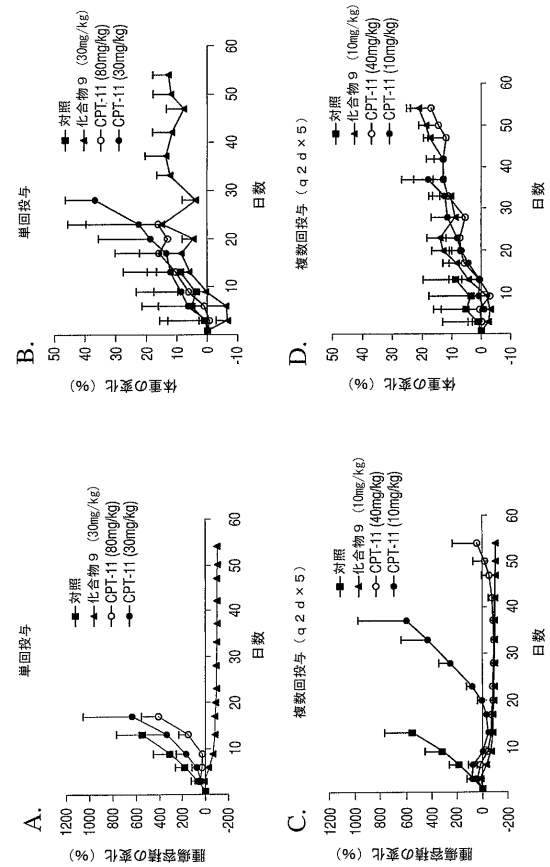 A.
単回投与
対照
化合物9 (30mg/kg)
CPT-11 (80mg/kg)
CPT-11 (30mg/kg)
腫瘍容積の変化 (%)
1200
1000
800
600
400
200
0
-200
0 10 20 30 40 50 60
日数
B.
単回投与
対照
化合物9 (30mg/kg)
CPT-11 (80mg/kg)
CPT-11 (30mg/kg)
体重の変化 (%)
50
40
30
20
10
0
-10
0 10 20 30 40 50 60
日数
C.
複数回投与 (q2d×5)
対照
化合物9 (10mg/kg)
CPT-11 (40mg/kg)
CPT-11 (10mg/kg)
腫瘍容積の変化 (%)
1200
1000
800
600
400
200
0
-200
0 10 20 30 40 50 60
日数
D.
複数回投与 (q2d×5)
対照
化合物9 (10mg/kg)
CPT-11 (40mg/kg)
CPT-11 (10mg/kg)
体重の変化 (%)
50
40
30
20
10
0
-10
0 10 20 30 40 50 60
日数